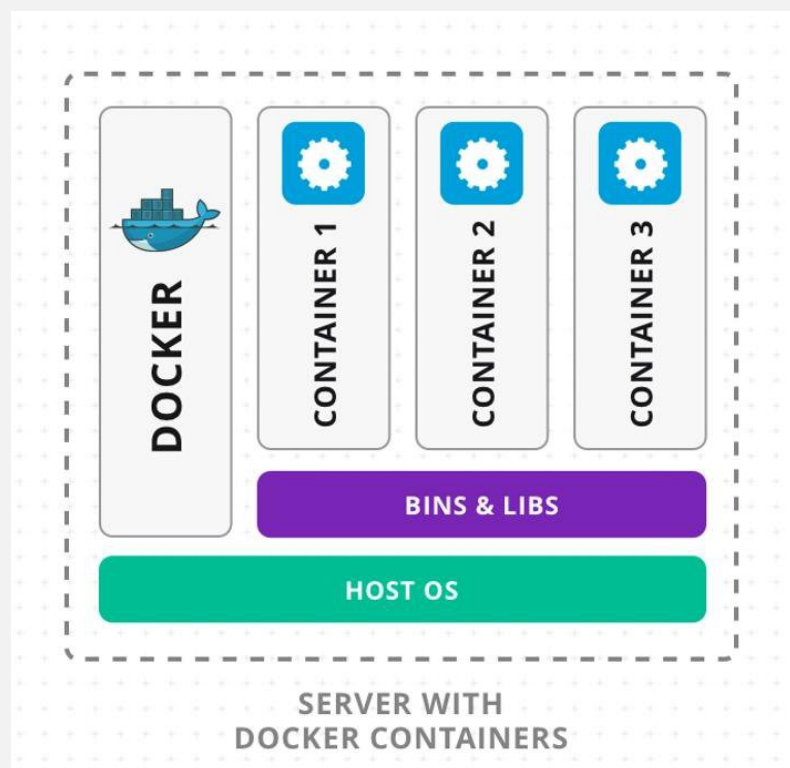 DOCKER
CONTAINER 1
CONTAINER 2
CONTAINER 3
BINS & LIBS
HOST OS
SERVER WITH
DOCKER CONTAINERS